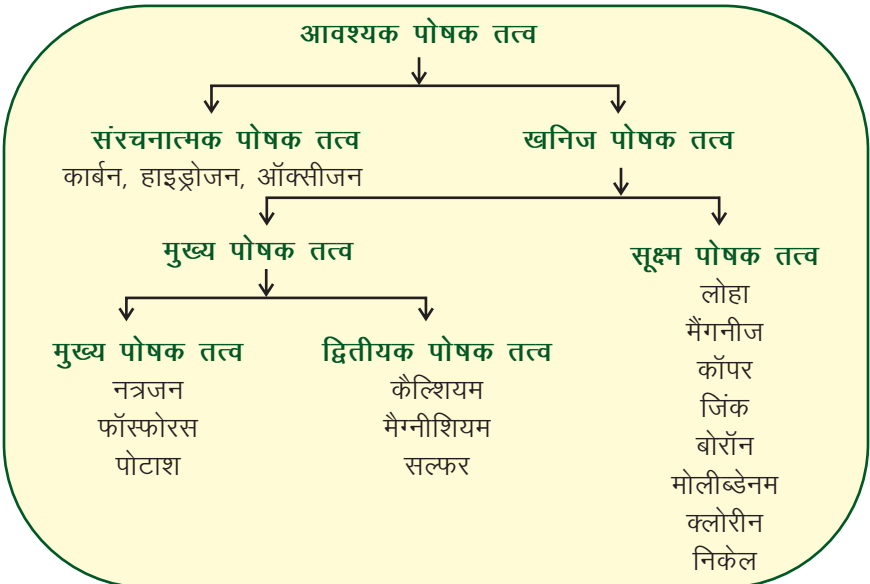 आवश्यक पोषक तत्व
संरचनात्मक पोषक तत्व
कार्बन, हाइड्रोजन, ऑक्सीजन
खनिज पोषक तत्व
मुख्य पोषक तत्व
मुख्य पोषक तत्व
नत्रजन
फॉस्फोरस
पोटाश
द्वितीयक पोषक तत्व
कैल्शियम
मैग्नीशियम
सल्फर
सूक्ष्म पोषक तत्व
लोहा
मैंगनीज
कॉपर
जिंक
बोरॉन
मोलीब्डेनम
क्लोरीन
निकेल